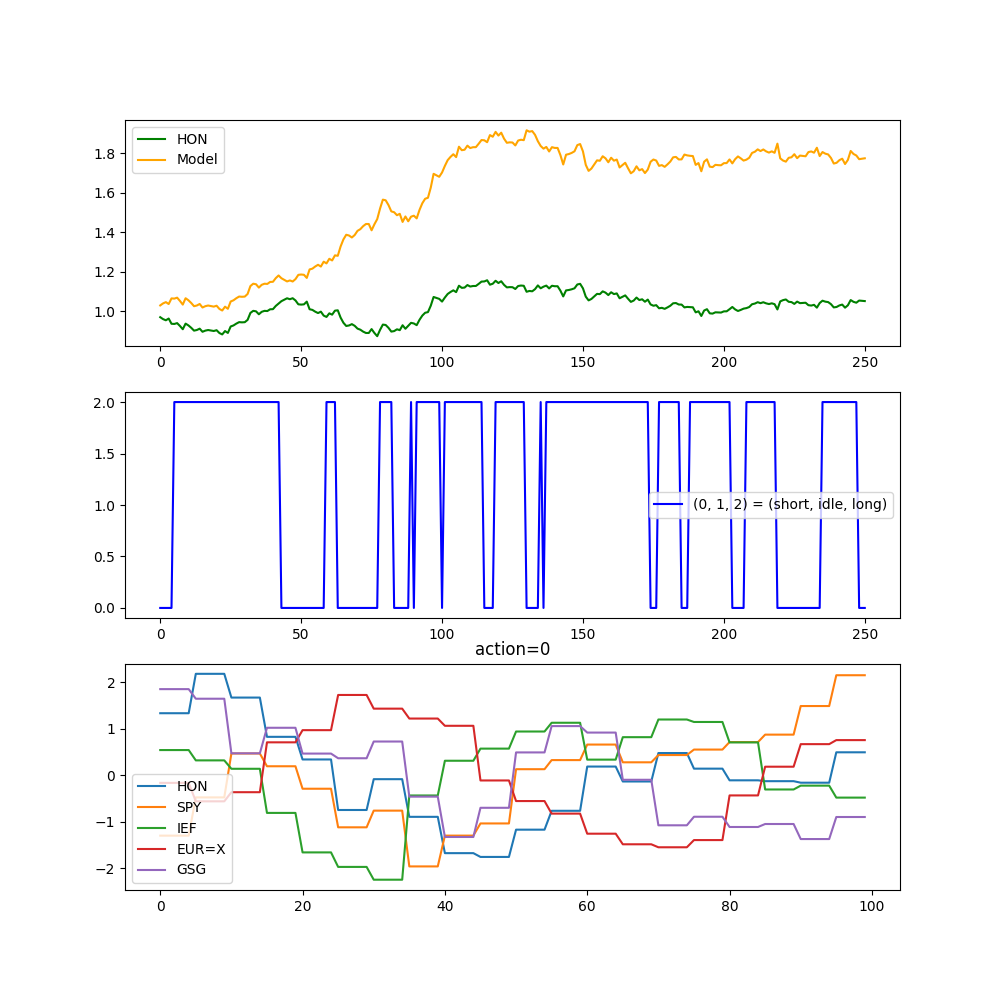 HON
Model
1.8
1.6
1.4
1.2
1.0
0 50 100 150 200 250
2.0
1.5
1.0
0.5
0.0
(0, 1, 2) = (short, idle, long)
0 50 100 150 200 250
action=0
2
1
0
−1
−2
HON
SPY
IEF
EUR=X
GSG
0 20 40 60 80 100